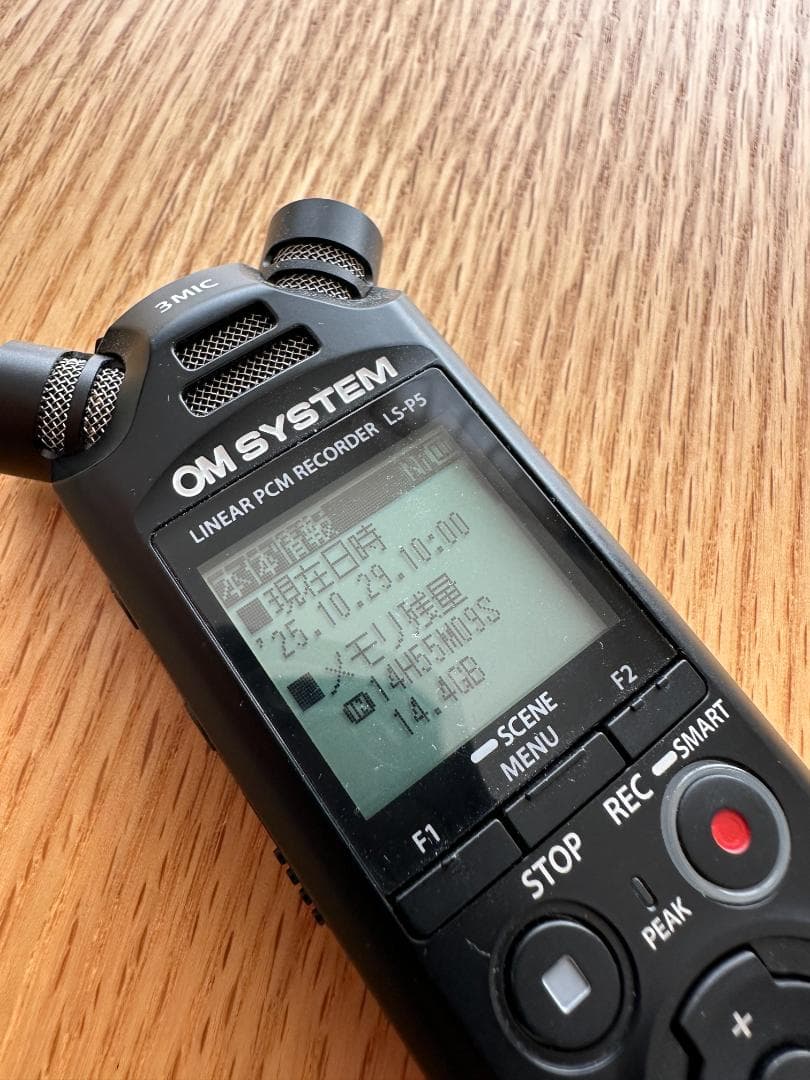 3MIC
OM SYSTEM
LINEAR PCM RECORDER LS-P5
本体情報
■現在日時
'25.10.29.10:00
■メモリ残量
14H55M09S
14.4GB
SCENE
MENU
F2
F1
REC SMART
STOP
PEAK
+